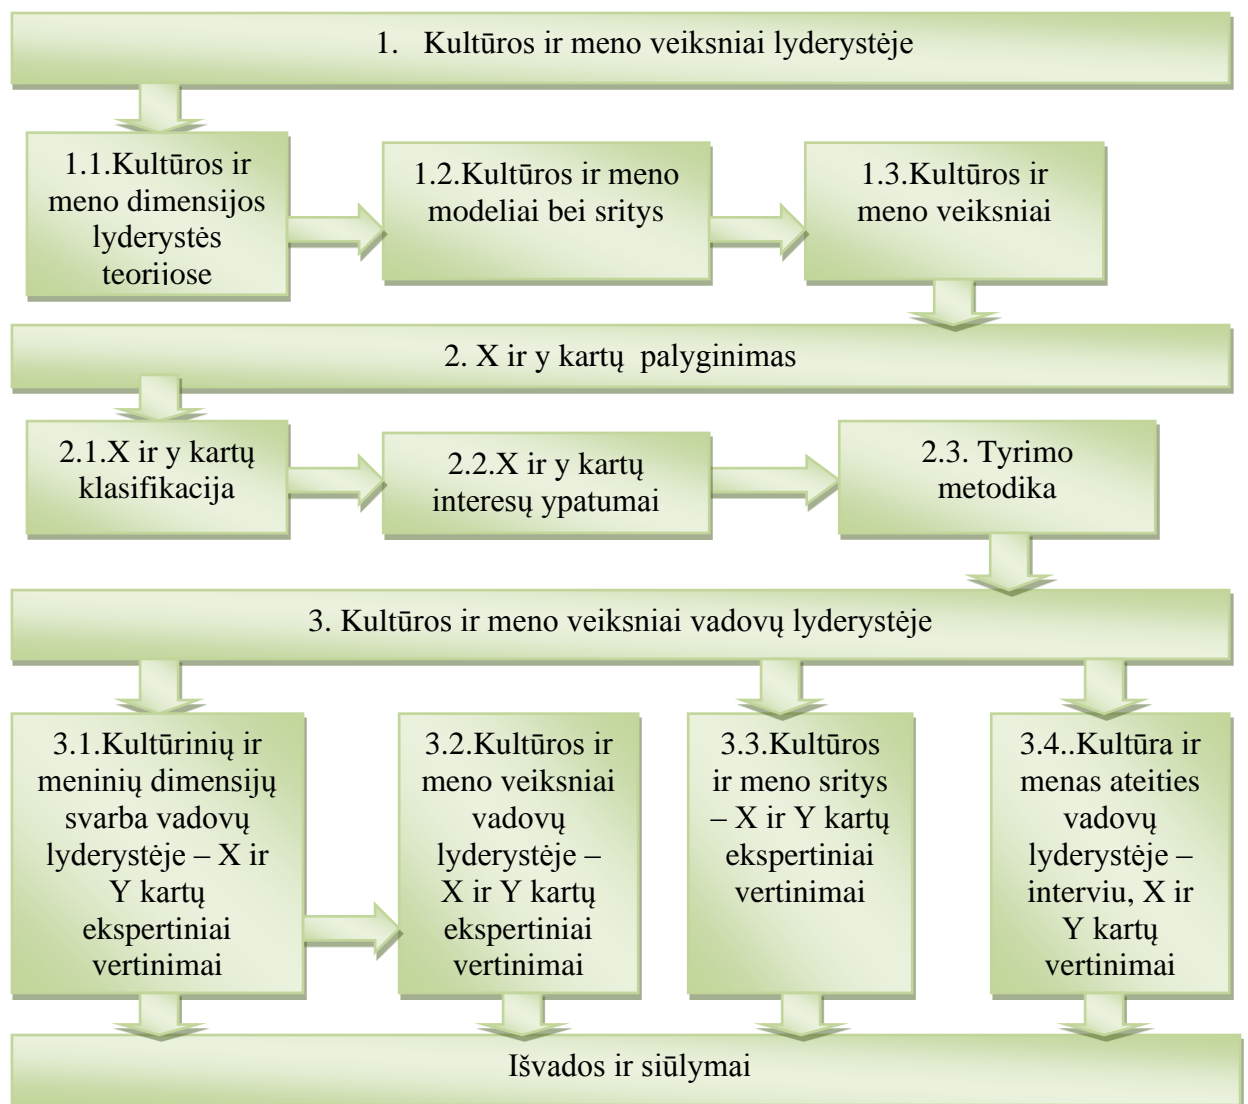 1. Kultūros ir meno veiksniai lyderystėje
1.1.Kultūros ir
meno dimensijos
lyderystės
teorijose
1.2.Kultūros ir meno
modeliai bei sritys
1.3.Kultūros ir
meno veiksniai
2. X ir y kartų palyginimas
2.1.X ir y kartų
klasifikacija
2.2.X ir y kartų
interesų ypatumai
2.3. Tyrimo
metodika
3. Kultūros ir meno veiksniai vadovų lyderystėje
3.1.Kultūrinių ir
meninių dimensijų
svarba vadovų
lyderystėje – X ir
Y kartų
ekspertiniai
vertinimai
3.2.Kultūros ir
meno veiksniai
vadovų
lyderystėje –
X ir Y kartų
ekspertiniai
vertinimai
3.3.Kultūros
ir meno sritys
– X ir Y kartų
ekspertiniai
vertinimai
3.4..Kultūra ir
menas ateities
vadovų
lyderystėje –
interviu, X ir
Y kartų
vertinimai
Išvados ir siūlymai